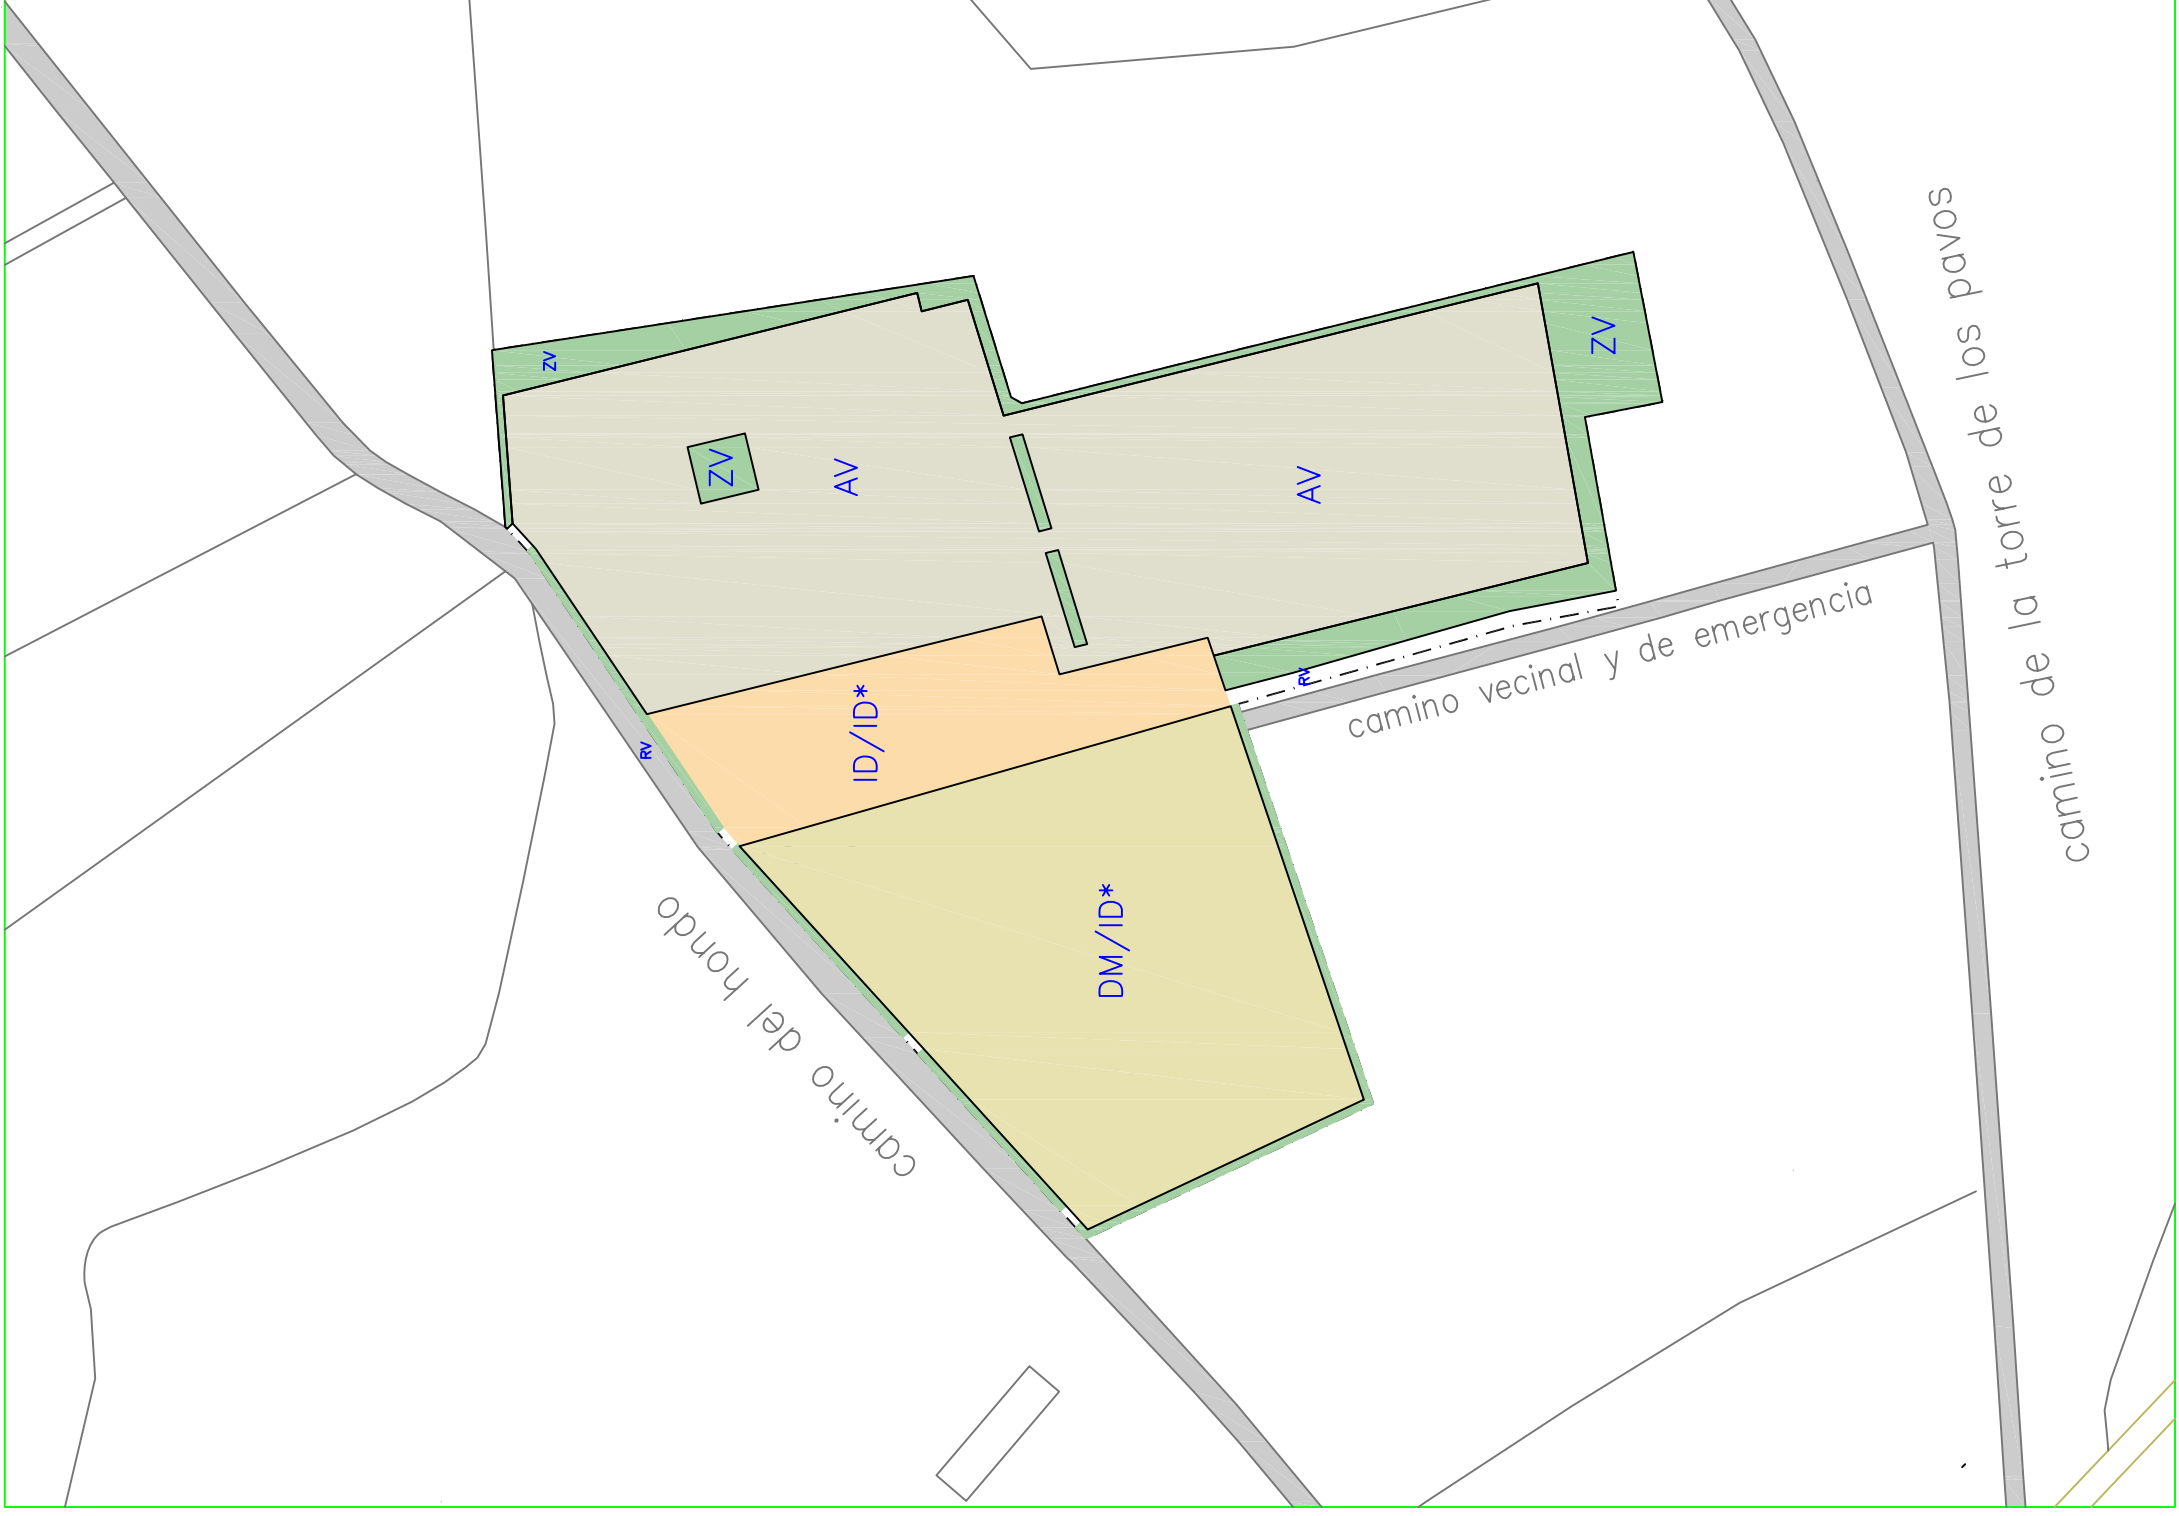 camino de la torre de los pavos
ZV
ZV
ZV
AV
AV
camino vecinal y de emergencia
RV
ID/ID*
RV
DM/ID*
camino del hondo